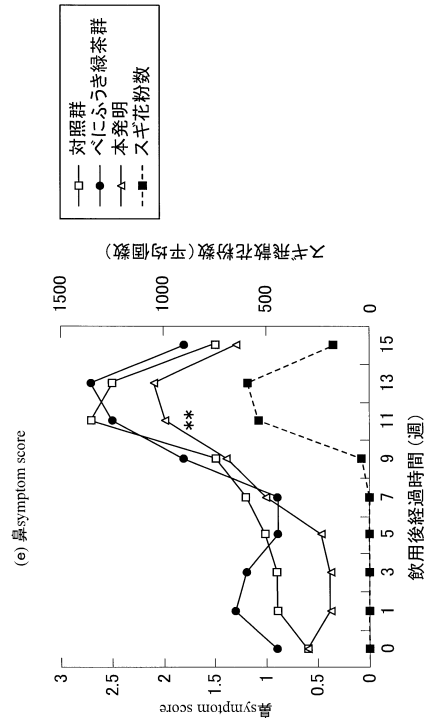 (e) 鼻symptom score
対照群
べにふうき緑茶群
本発明
スギ花粉数
鼻symptom score
3
2.5
2
1.5
1
0.5
0
スギ飛散花粉数(平均個数)
1500
1000
500
0
**
0 1 3 5 7 9 11 13 15
飲用後経過時間(週)